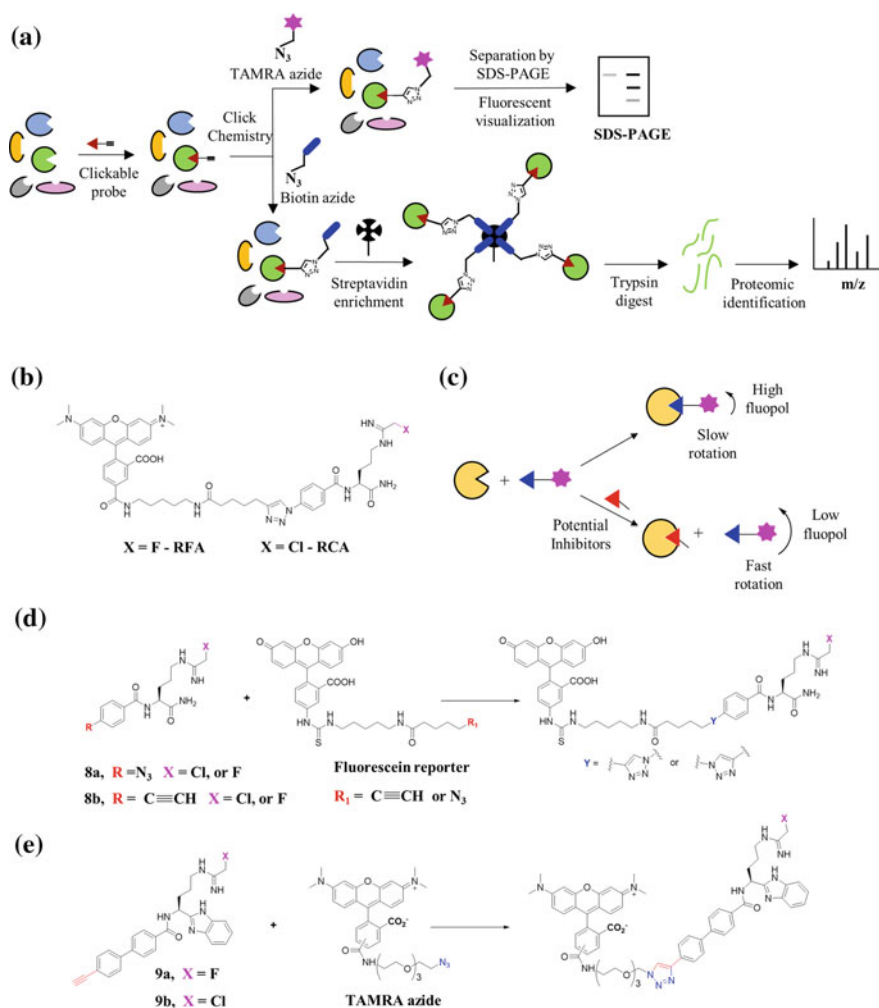 (a)
N3
TAMRA azide
Click
Chemistry
Clickable
probe
N3
Biotin azide
Separation by
SDS-PAGE
Fluorescent
visualization
SDS-PAGE
Streptavidin
enrichment
Trypsin
digest
Proteomic
identification
m/z
(b)
X = F - RFA
X = Cl - RCA
(c)
High
fluopol
Slow
rotation
Potential
Inhibitors
Low
fluopol
Fast
rotation
(d)
8a, R =N3 X = Cl, or F
8b, R = C≡CH X = Cl, or F
Fluorescein reporter
R1 = C≡CH or N3
Y = or
(e)
9a, X = F
9b, X = Cl
TAMRA azide